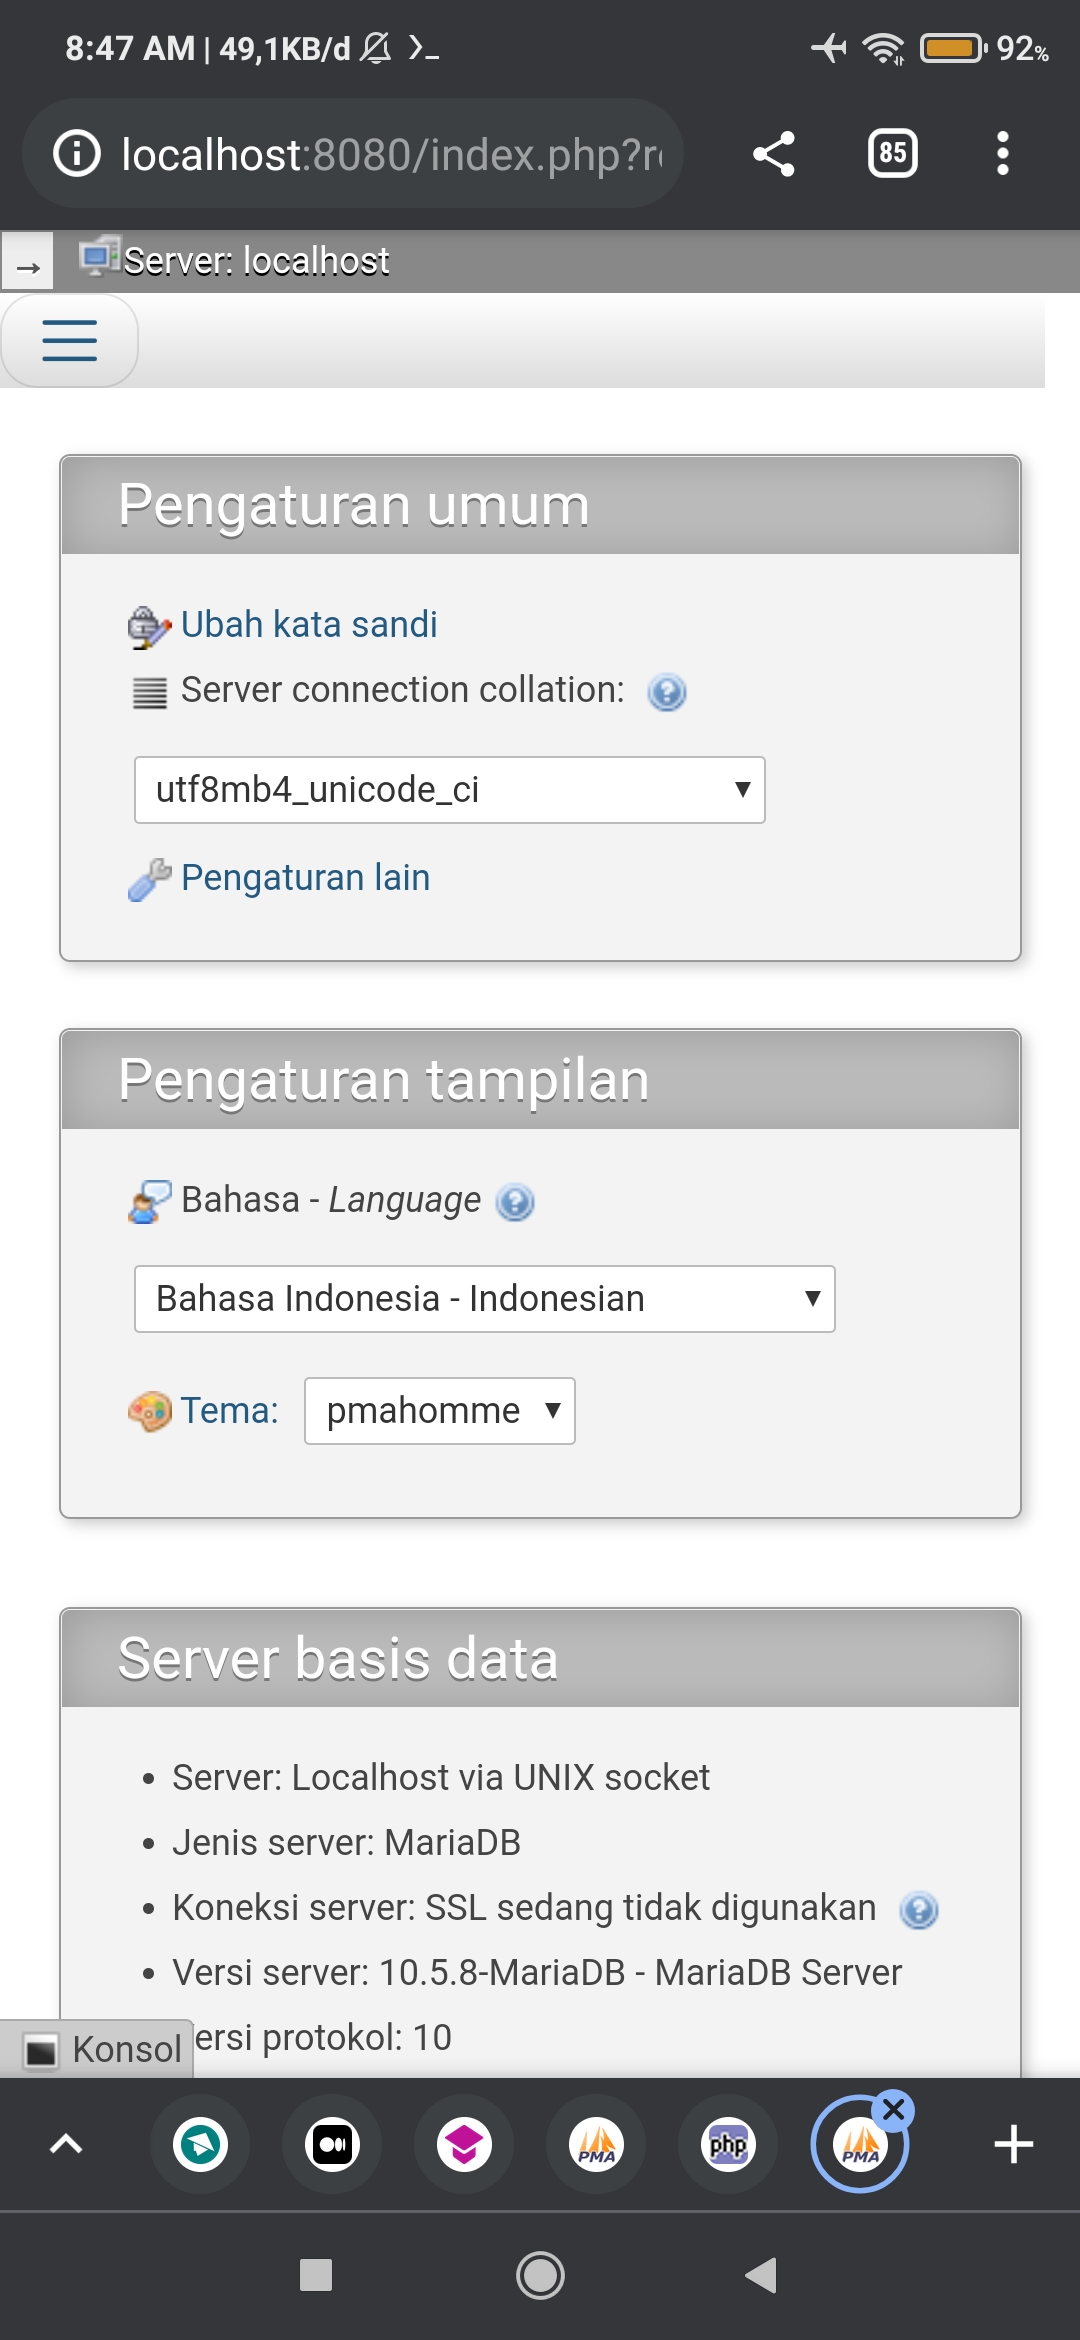 8:47 AM | 49,1KB/d
92%
localhost:8080/index.php?r
85
→ Server: localhost
Pengaturan umum
Ubah kata sandi
Server connection collation:
utf8mb4_unicode_ci
Pengaturan lain
Pengaturan tampilan
Bahasa - Language
Bahasa Indonesia - Indonesian
Tema: pmahomme
Server basis data
• Server: Localhost via UNIX socket
• Jenis server: MariaDB
• Koneksi server: SSL sedang tidak digunakan
• Versi server: 10.5.8-MariaDB - MariaDB Server
ersi protokol: 10
Konsol
PMA php PMA